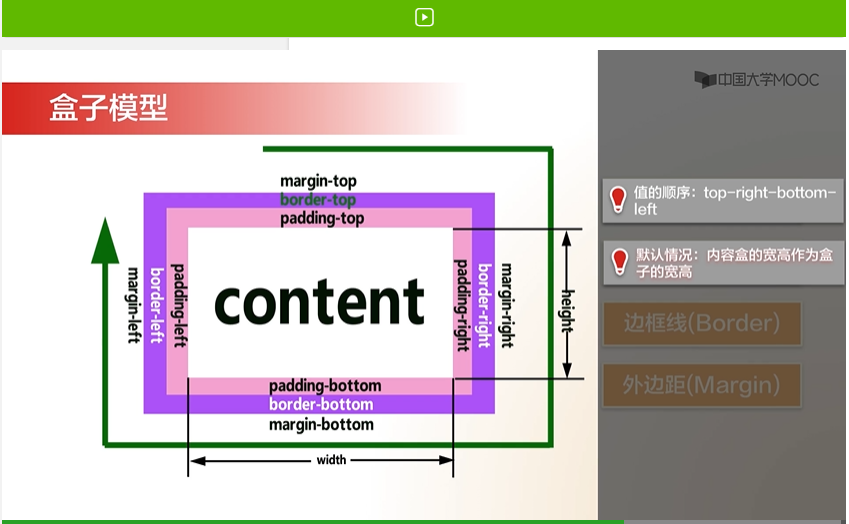 中国大学MOOC
盒子模型
margin-top
border-top
padding-top
margin-left
border-left
padding-left
content
padding-right
border-right
margin-right
height
padding-bottom
border-bottom
margin-bottom
width
值的顺序：top-right-bottom-
left
默认情况：内容盒的宽高作为盒
子的宽高
边框线(Border)
外边距(Margin)